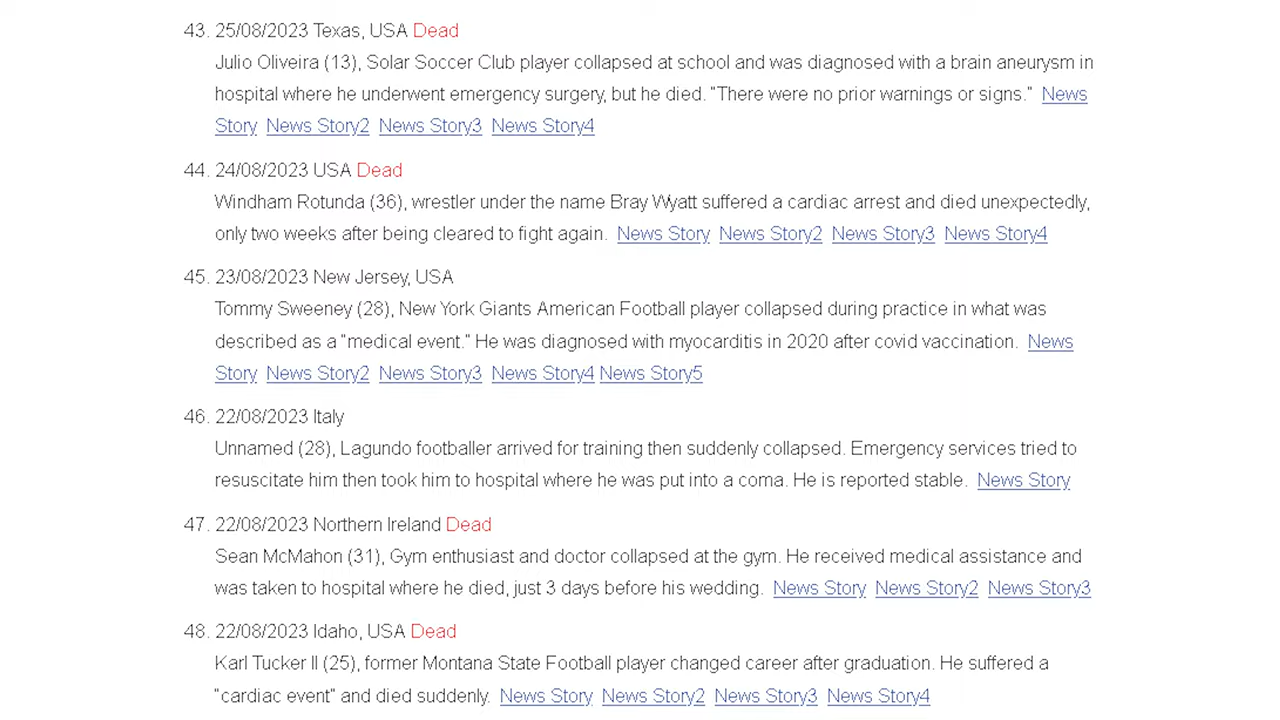 43. 25/08/2023 Texas, USA Dead
Julio Oliveira (13), Solar Soccer Club player collapsed at school and was diagnosed with a brain aneurysm in
hospital where he underwent emergency surgery, but he died. "There were no prior warnings or signs." News
Story News Story2 News Story3 News Story4
44. 24/08/2023 USA Dead
Windham Rotunda (36), wrestler under the name Bray Wyatt suffered a cardiac arrest and died unexpectedly,
only two weeks after being cleared to fight again. News Story News Story2 News Story3 News Story4
45. 23/08/2023 New Jersey, USA
Tommy Sweeney (28), New York Giants American Football player collapsed during practice in what was
described as a "medical event." He was diagnosed with myocarditis in 2020 after covid vaccination. News
Story News Story2 News Story3 News Story4 News Story5
46. 22/08/2023 Italy
Unnamed (28), Lagundo footballer arrived for training then suddenly collapsed. Emergency services tried to
resuscitate him then took him to hospital where he was put into a coma. He is reported stable. News Story
47. 22/08/2023 Northern Ireland Dead
Sean McMahon (31), Gym enthusiast and doctor collapsed at the gym. He received medical assistance and
was taken to hospital where he died, just 3 days before his wedding. News Story News Story2 News Story3
48. 22/08/2023 Idaho, USA Dead
Karl Tucker II (25), former Montana State Football player changed career after graduation. He suffered a
"cardiac event" and died suddenly. News Story News Story2 News Story3 News Story4